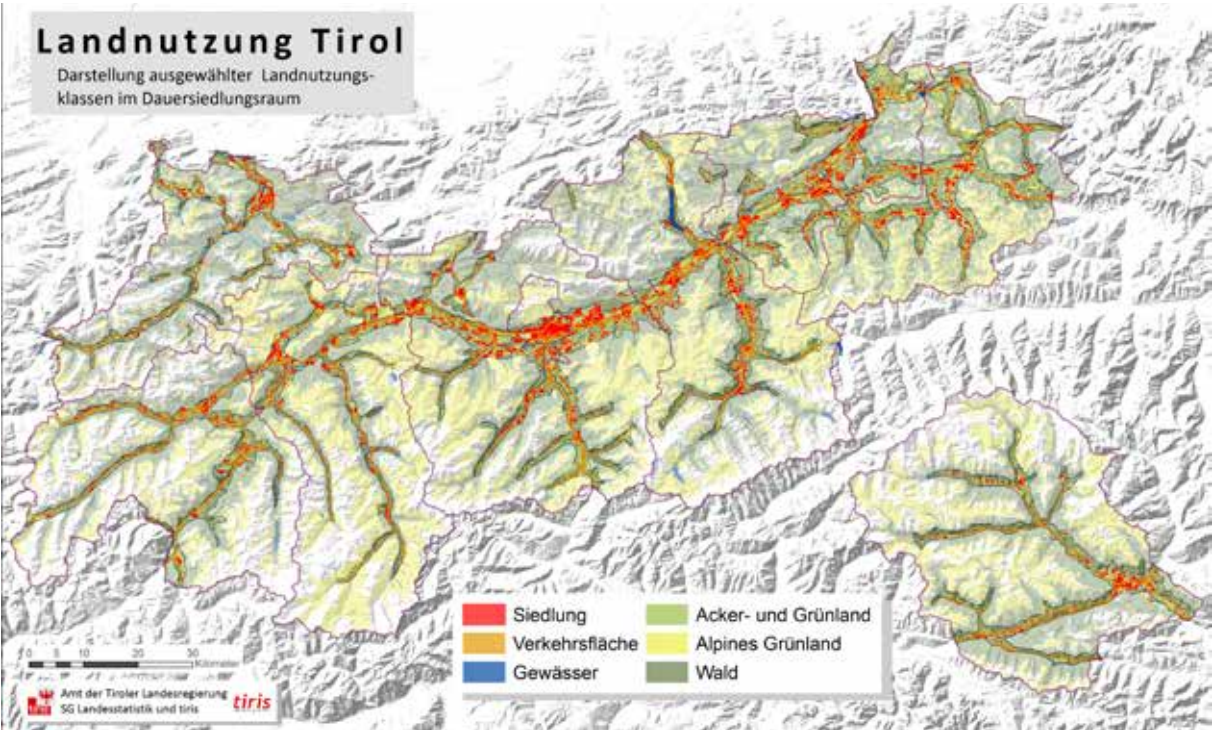 Landnutzung Tirol
Darstellung ausgewählter Landnutzungs-
klassen im Dauersiedlungsraum
Siedlung
Verkehrsfläche
Gewässer
Acker- und Grünland
Alpines Grünland
Wald
0 5 10 20 30
Kilometer
Amt der Tiroler Landesregierung
SG Landesstatistik und tiris
tiris